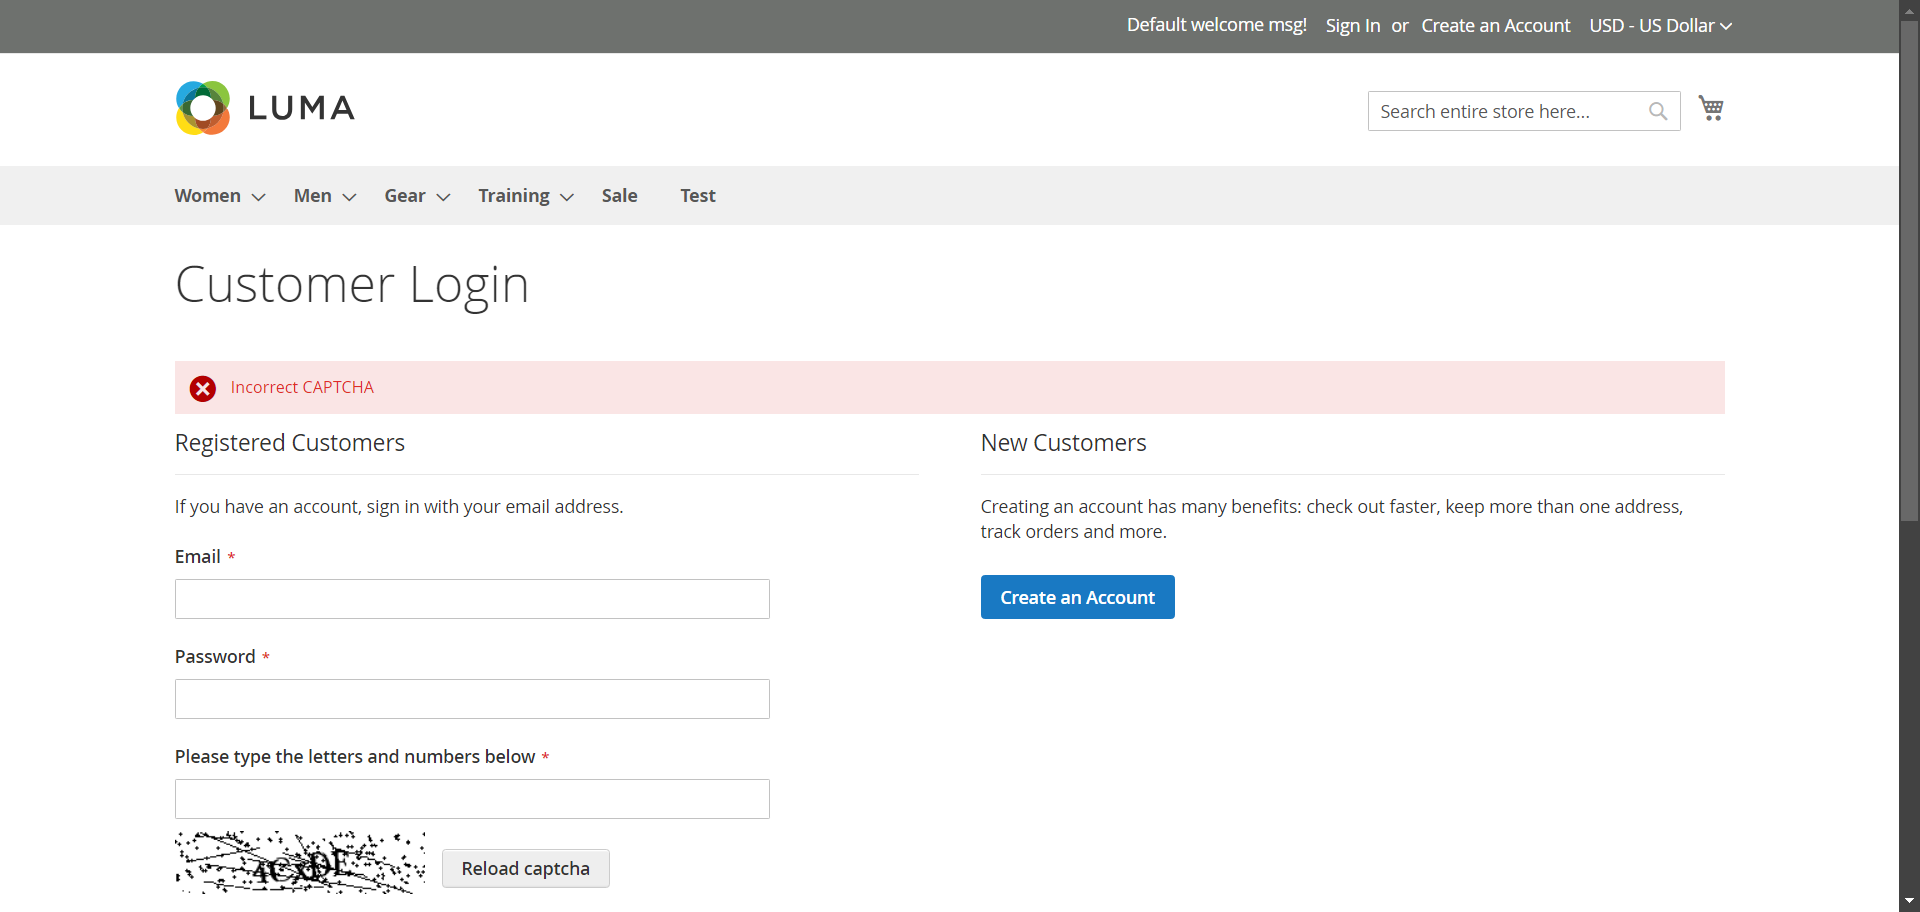 Default welcome msg! Sign In or Create an Account USD - US Dollar
LUMA
Search entire store here...
Women Men Gear Training Sale Test
Customer Login
Incorrect CAPTCHA
Registered Customers
If you have an account, sign in with your email address.
Email *
Password *
Please type the letters and numbers below *
Reload captcha
New Customers
Creating an account has many benefits: check out faster, keep more than one address,
track orders and more.
Create an Account